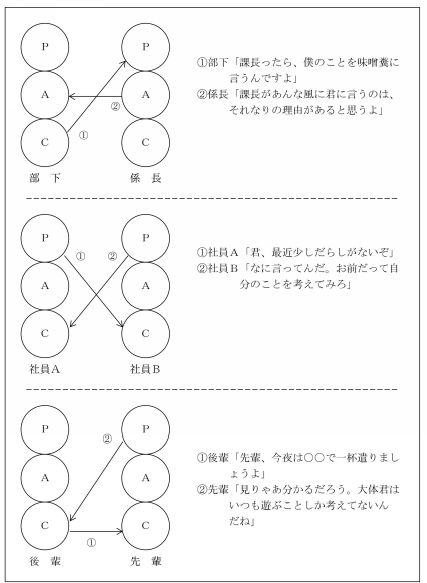 P
P
A
A
②
①
C
C
部 下
係 長
①部下「課長ったら、僕のことを味噌糞に
言うんですよ」
②係長「課長があんな風に君に言うのは、
それなりの理由があると思うよ」
P
P
①
②
A
A
C
C
社員A
社員B
①社員A「君、最近少しだらしがないぞ」
②社員B「なに言ってんだ。お前だって自
分のことを考えてみろ」
P
P
②
A
A
C
C
①
後 輩
先 輩
①後輩「先輩、今夜は○○で一杯遣りまし
ょうよ」
②先輩「見りゃあ分かるだろう。大体君は
いつも遊ぶことしか考えてないん
だね」